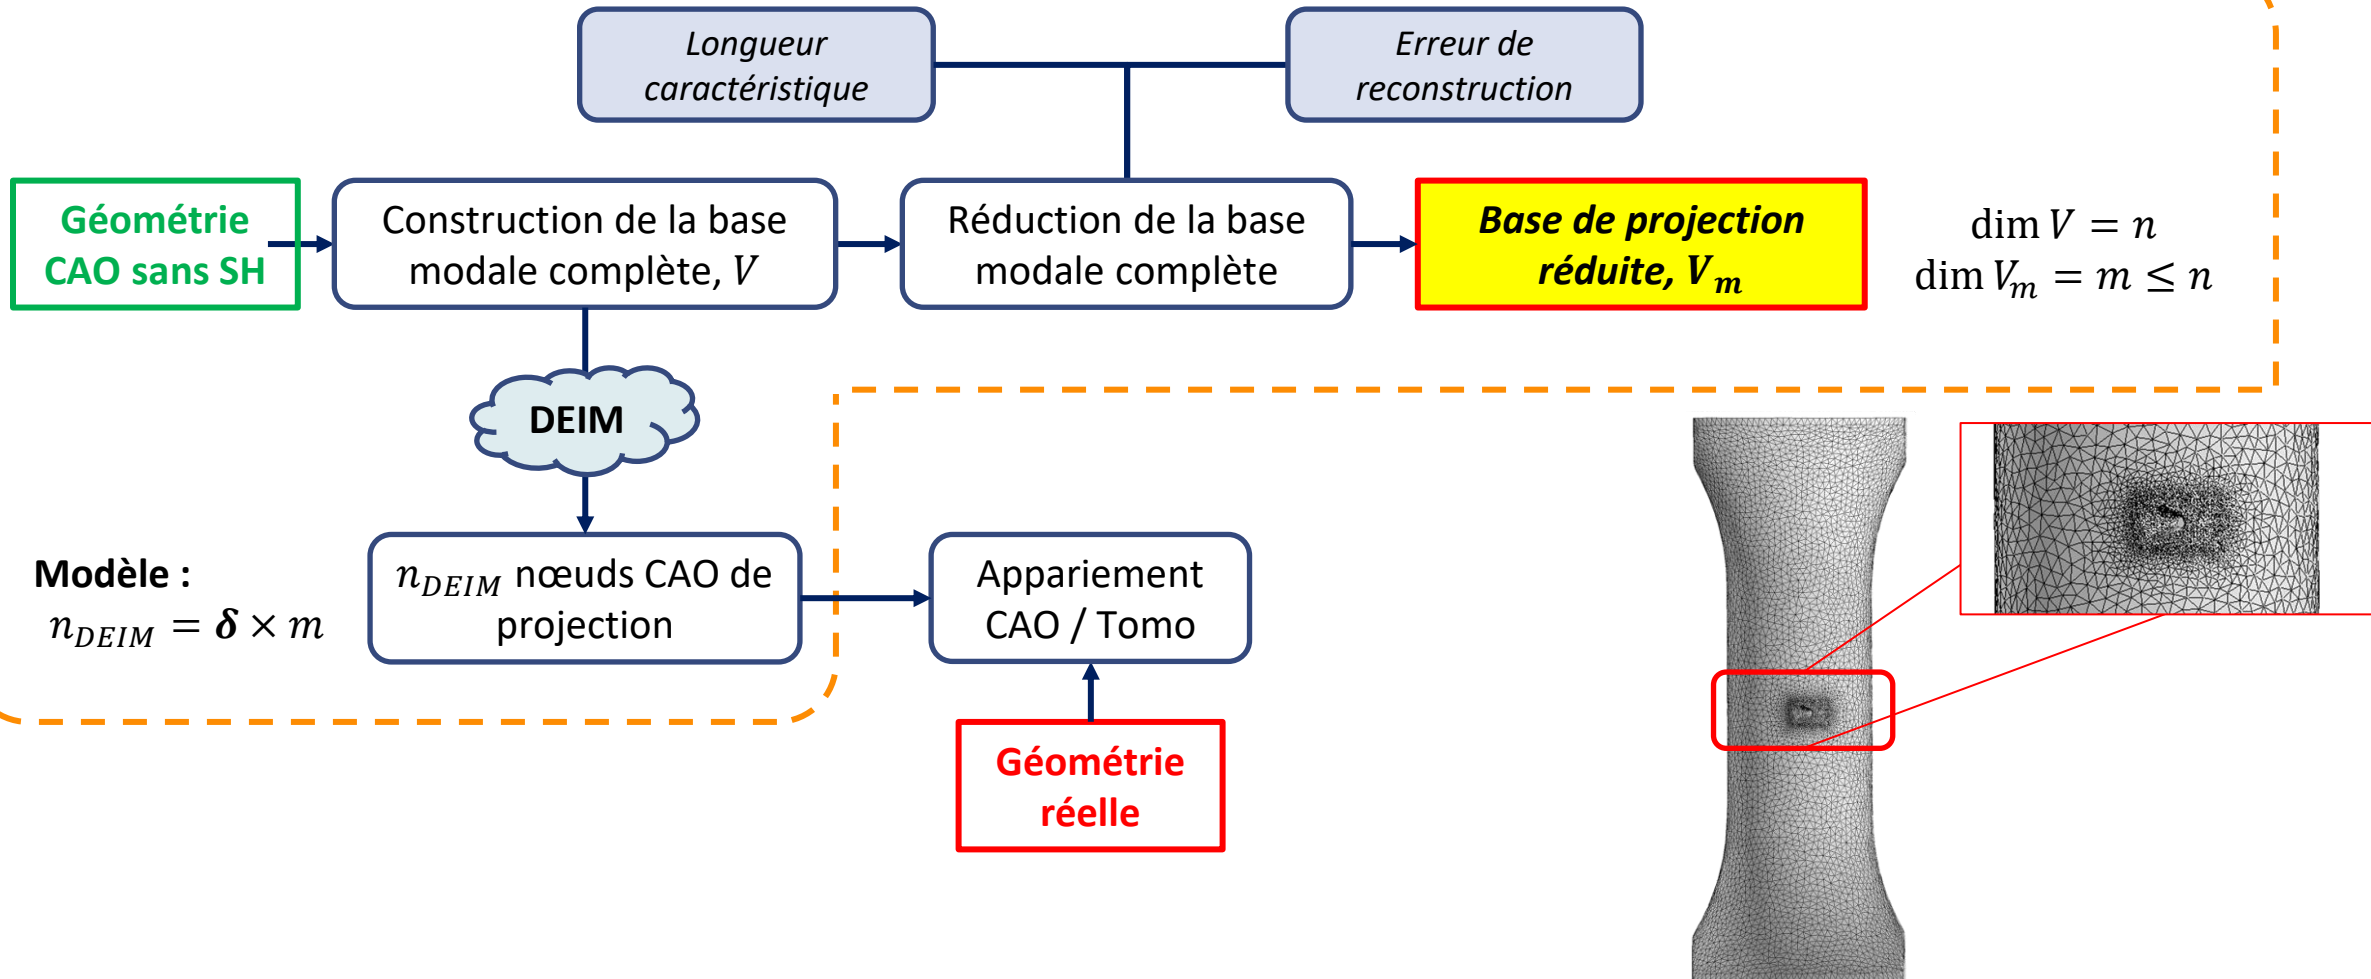 Longueur
caractéristique
Erreur de
reconstruction
Géométrie
CAO sans SH
Construction de la base
modale complète, V
Réduction de la base
modale complète
Base de projection
réduite, V_m
dim V = n
dim V_m = m ≤ n
DEIM
Modèle :
n_DEIM = δ × m
n_DEIM nœuds CAO de
projection
Appariement
CAO / Tomo
Géométrie
réelle